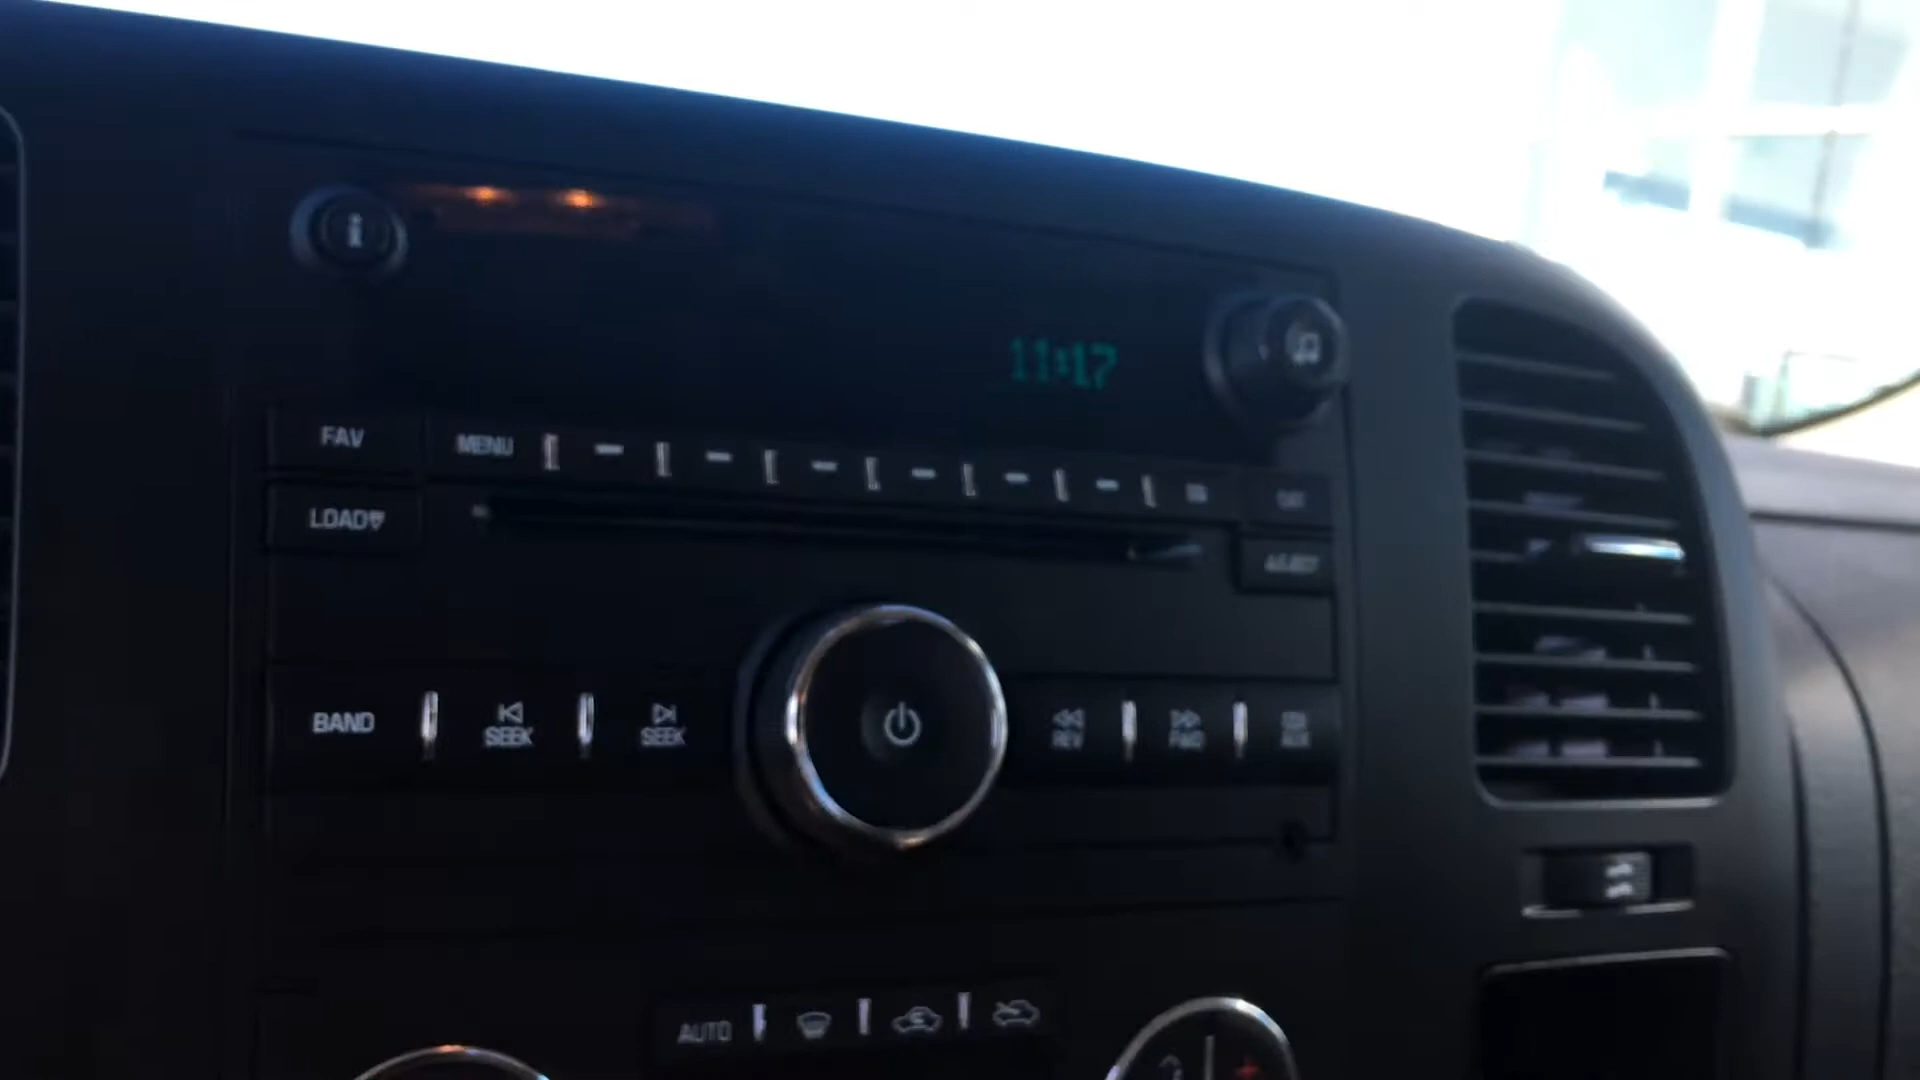 11:17
FAV MENU
LOAD
BAND SEEK SEEK REV FWD
AUTO